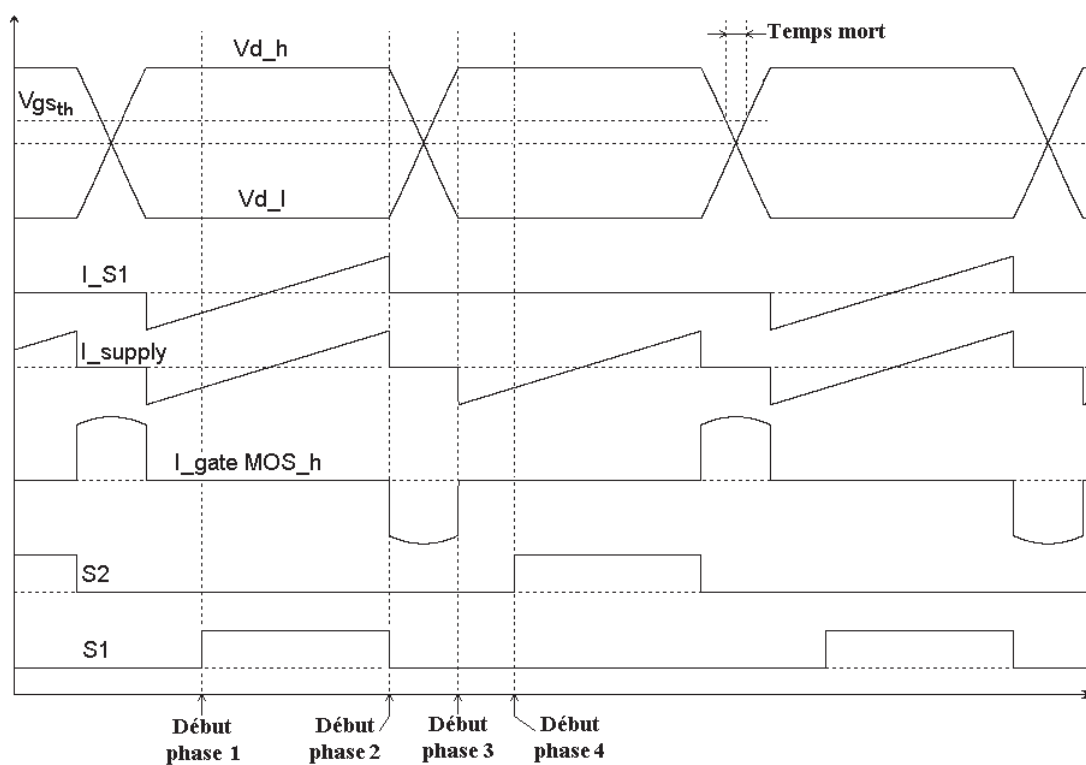 Temps mort
Vd_h
Vgsth
Vd_l
I_S1
I_supply
I_gate MOS_h
S2
S1
Début
phase 1
Début
phase 2
Début
phase 3
Début
phase 4